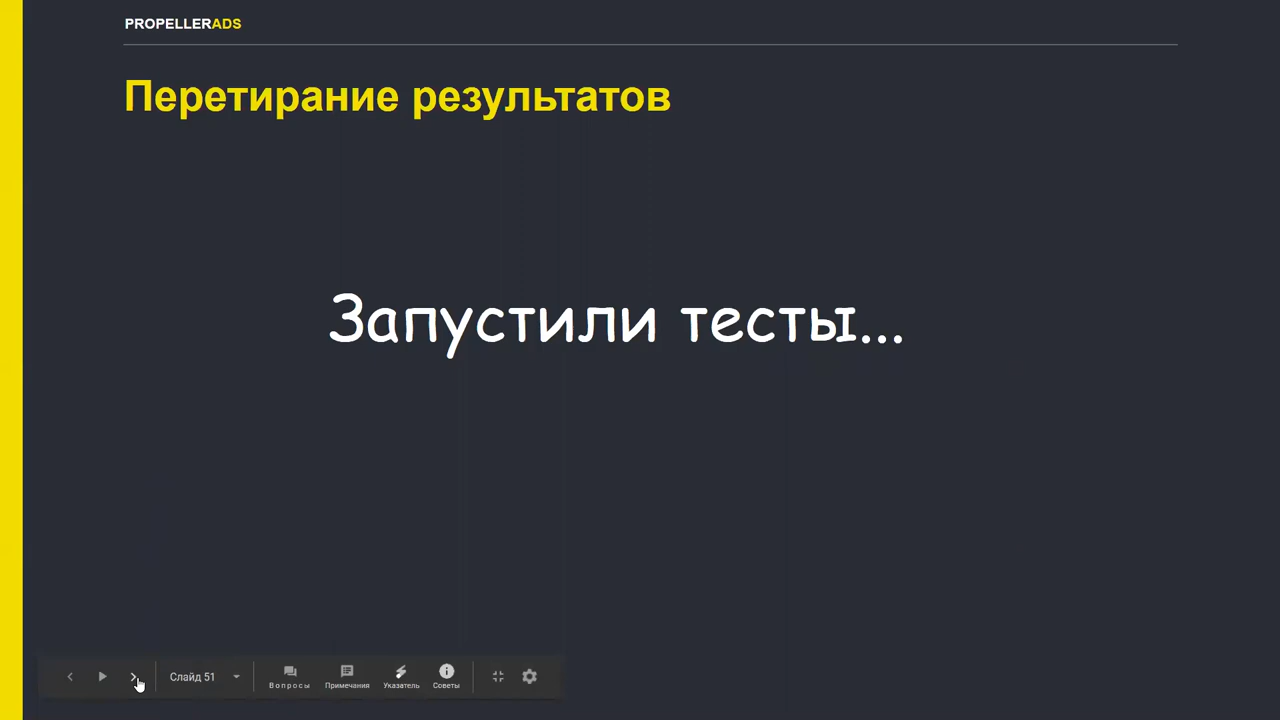 PROPELLERADS
Перетирание результатов
Запустили тесты...
Слайд 51
Вопросы
Примечания
Указатель
Советы